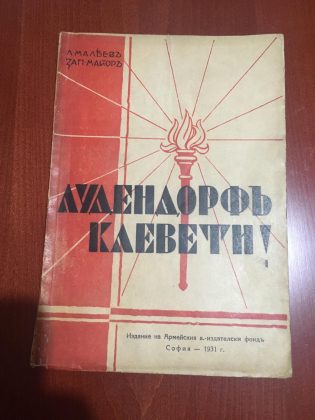 Л. МАЛѢЕВЪ
ЗАП. МАЙОРЪ
ЛУДЕНДОРФЪ
КЛЕВЕТИ!
Издание на Армейския в.-издателски фондъ
София — 1931 г.